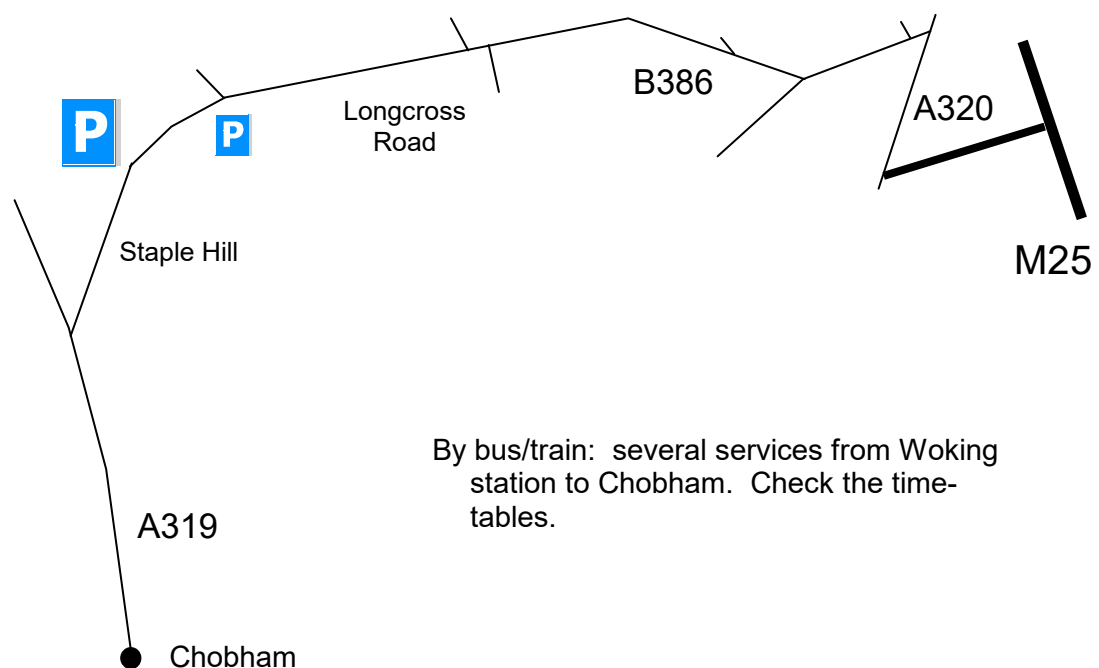 B386
P
Longcross
Road
P
A320
Staple Hill
M25
By bus/train: several services from Woking
station to Chobham. Check the time-
tables.
A319
Chobham